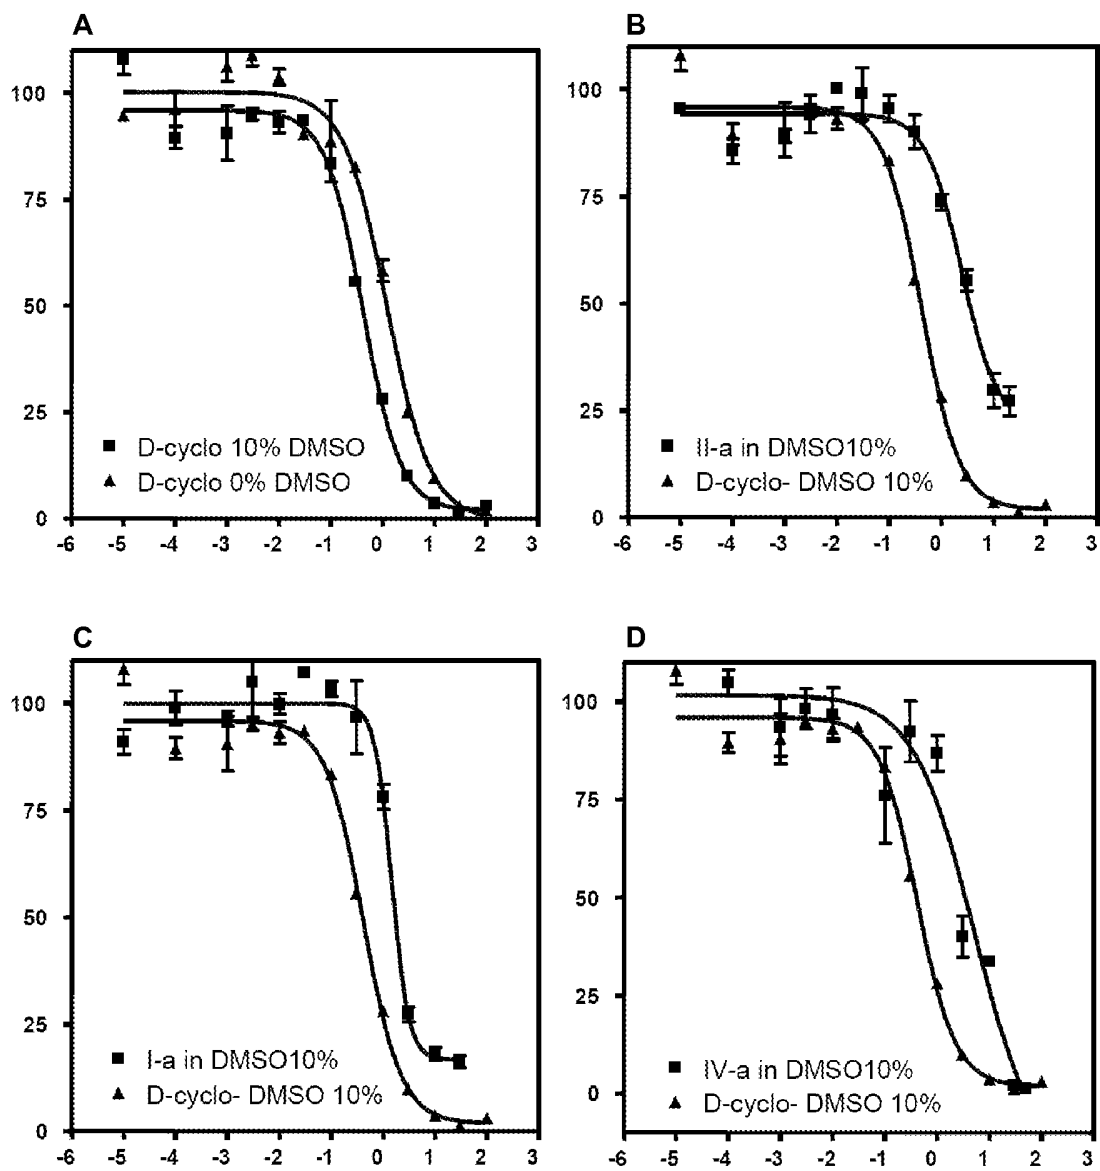 A
100
75
50
25
0
D-cyclo 10% DMSO
D-cyclo 0% DMSO
-6 -5 -4 -3 -2 -1 0 1 2 3
B
100
75
50
25
0
II-a in DMSO10%
D-cyclo- DMSO 10%
-6 -5 -4 -3 -2 -1 0 1 2 3
C
100
75
50
25
0
I-a in DMSO10%
D-cyclo- DMSO 10%
-6 -5 -4 -3 -2 -1 0 1 2 3
D
100
75
50
25
0
IV-a in DMSO10%
D-cyclo- DMSO 10%
-6 -5 -4 -3 -2 -1 0 1 2 3